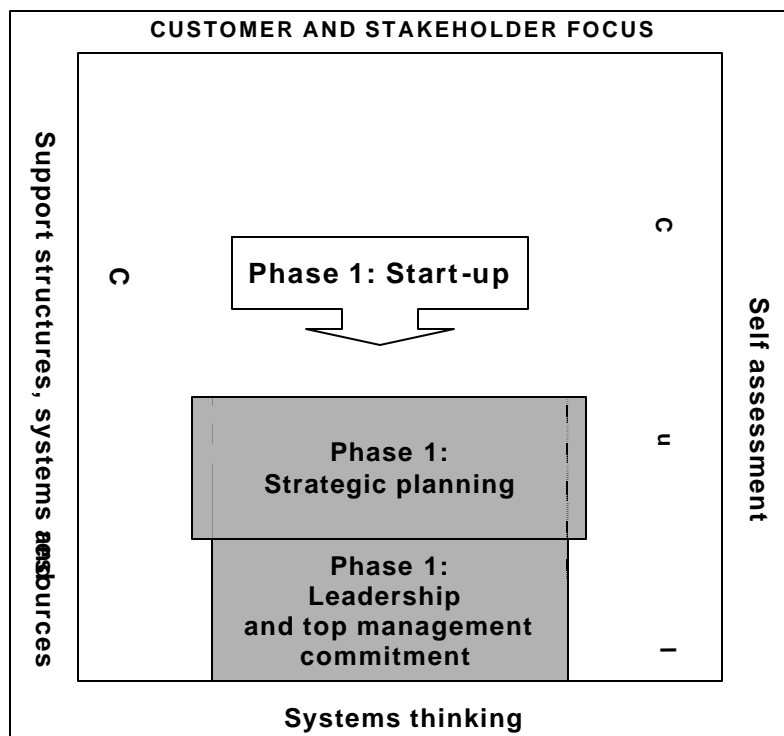 CUSTOMER AND STAKEHOLDER FOCUS
Support structures, systems
resources
C
Phase 1: Start-up
Phase 1:
Strategic planning
Phase 1:
Leadership
and top management
commitment
C
u
l
Self assessment
Systems thinking